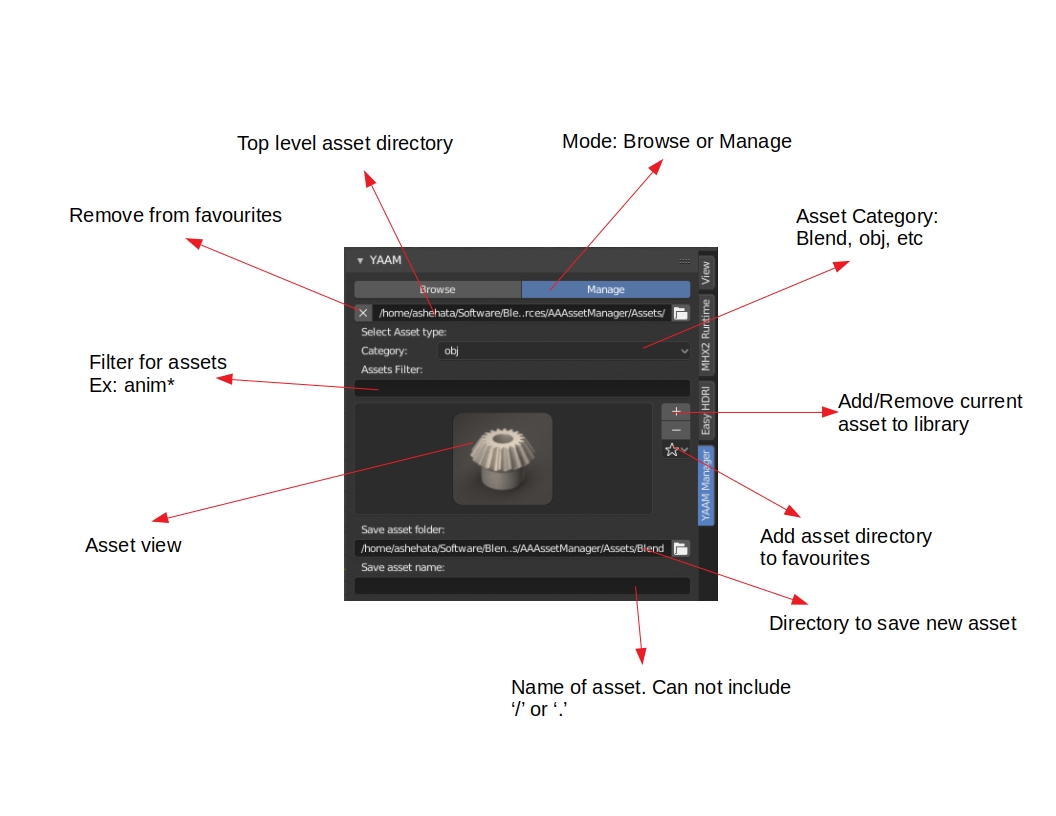 Top level asset directory
Mode: Browse or Manage
Remove from favourites
Asset Category:
Blend, obj, etc
YAAM
Browse
Manage
/home/ashehata/Software/Ble..rces/AAAssetManager/Assets/
Select Asset type:
Category:
obj
Assets Filter:
View
MHX2 Runtime
Easy HDRI
YAAM Manager
Filter for assets
Ex: anim*
Add/Remove current
asset to library
Asset view
Add asset directory
to favourites
Save asset folder:
/home/ashehata/Software/Blen..s/AAAssetManager/Assets/Blend
Save asset name:
Directory to save new asset
Name of asset. Can not include
‘/’ or ‘.’